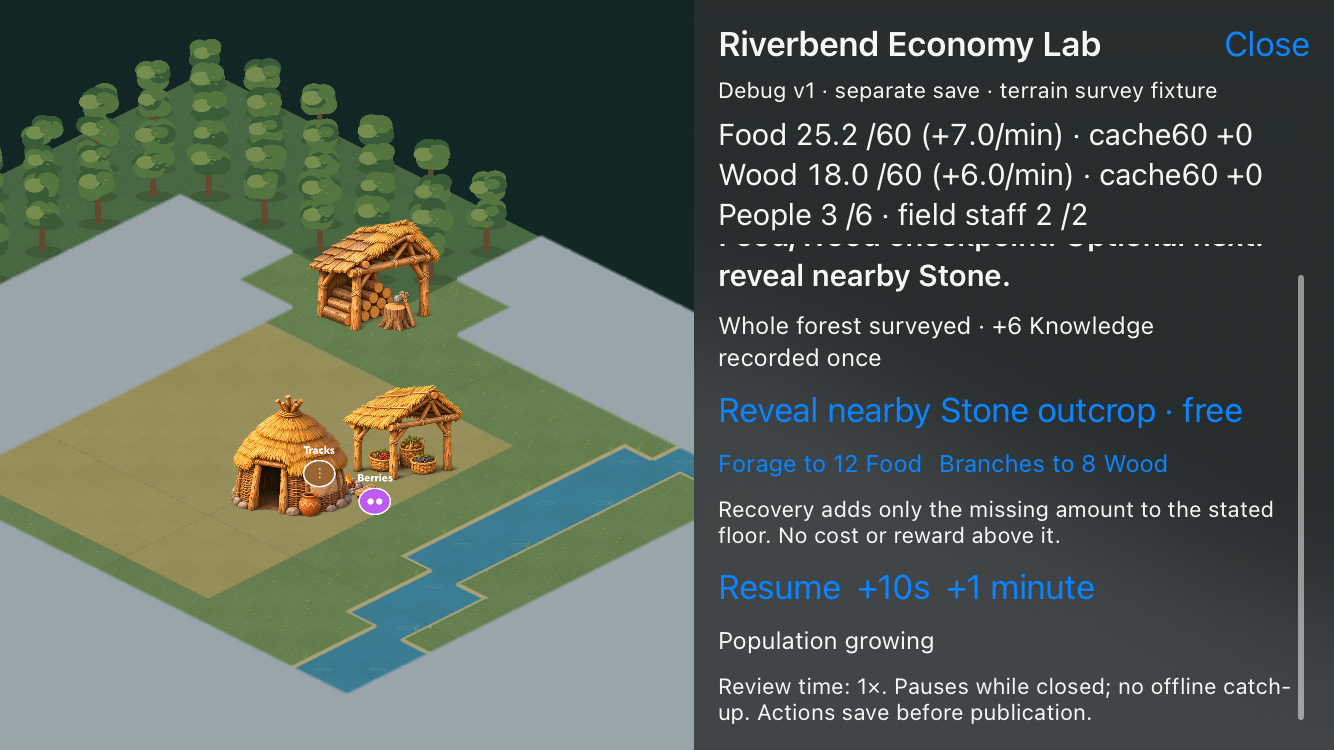 Riverbend Economy Lab
Close
Debug v1 · separate save · terrain survey fixture
Food 25.2 /60 (+7.0/min) · cache60 +0
Wood 18.0 /60 (+6.0/min) · cache60 +0
People 3 /6 · field staff 2 /2
Food/Wood checkpoint. Optional next:
reveal nearby Stone.
Whole forest surveyed · +6 Knowledge
recorded once
Reveal nearby Stone outcrop · free
Forage to 12 Food Branches to 8 Wood
Recovery adds only the missing amount to the stated
floor. No cost or reward above it.
Resume +10s +1 minute
Population growing
Review time: 1×. Pauses while closed; no offline catch-
up. Actions save before publication.
Tracks
Berries